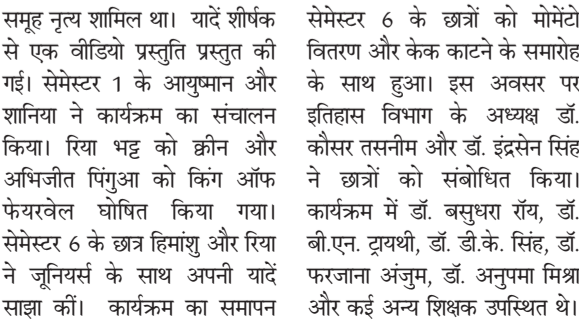 समूह नृत्य शामिल था। यादें शीर्षक
से एक वीडियो प्रस्तुति प्रस्तुत की
गई। सेमेस्टर 1 के आयुष्मान और
शानिया ने कार्यक्रम का संचालन
किया। रिया भट्ट को क्वीन और
अभिजीत पिंगुआ को किंग ऑफ
फेयरवेल घोषित किया गया।
सेमेस्टर 6 के छात्र हिमांशु और रिया
ने जूनियर्स के साथ अपनी यादें
साझा कीं। कार्यक्रम का समापन
सेमेस्टर 6 के छात्रों को मोमेंटो
वितरण और केक काटने के समारोह
के साथ हुआ। इस अवसर पर
इतिहास विभाग के अध्यक्ष डॉ.
कौसर तसनीम और डॉ. इंद्रसेन सिंह
ने छात्रों को संबोधित किया।
कार्यक्रम में डॉ. बसुधरा रॉय, डॉ.
बी.एन. ट्रायथी, डॉ. डी.के. सिंह, डॉ.
फरजाना अंजुम, डॉ. अनुपमा मिश्रा
और कई अन्य शिक्षक उपस्थित थे।